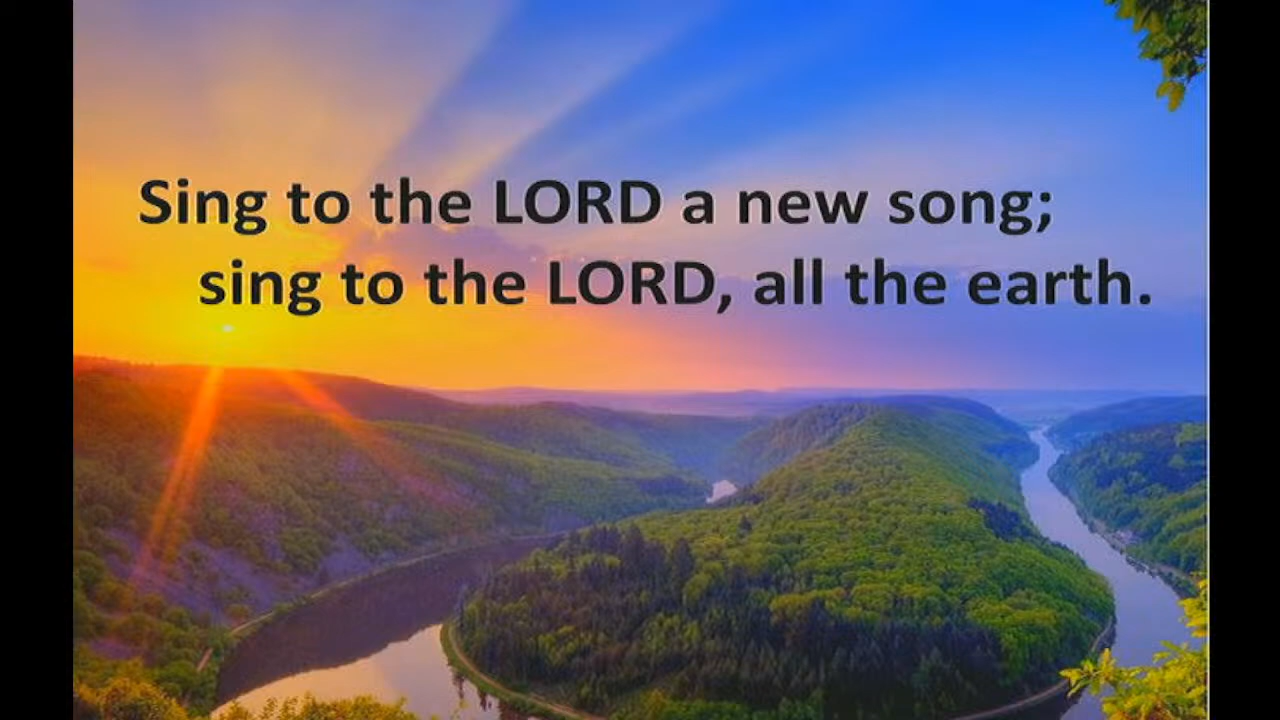 Sing to the LORD a new song;
sing to the LORD, all the earth.